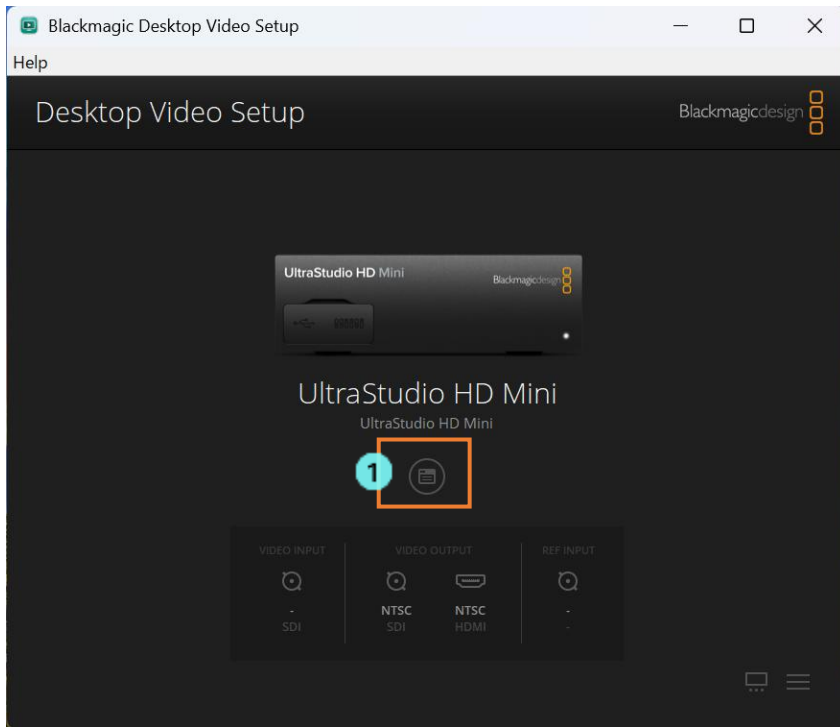 Blackmagic Desktop Video Setup
Help
Desktop Video Setup
Blackmagicdesign
UltraStudio HD Mini
Blackmagicdesign
UltraStudio HD Mini
UltraStudio HD Mini
1
VIDEO INPUT
VIDEO OUTPUT
REF INPUT
- NTSC NTSC -
SDI SDI HDMI -